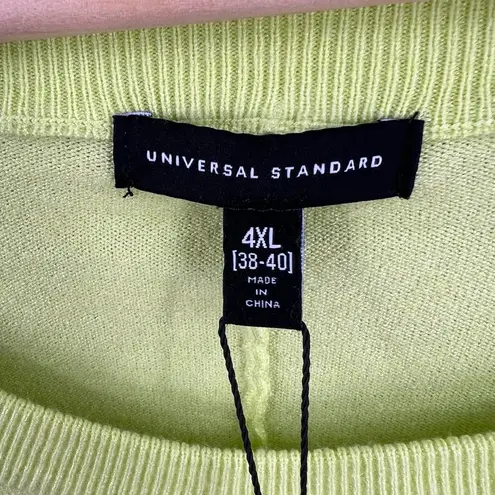 UNIVERSAL STANDARD
4XL
[38-40]
MADE
IN
CHINA